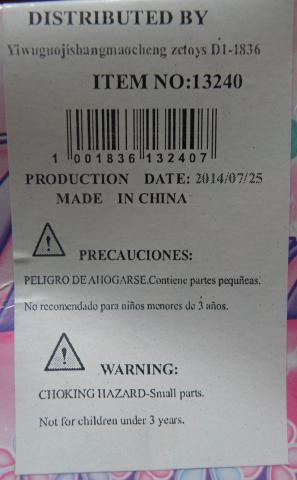 DISTRIBUTED BY
Yiwuguojishangmaocheng zctoys D1-1836
ITEM NO:13240
1 001836 132407
PRODUCTION DATE: 2014/07/25
MADE IN CHINA
PRECAUCIONES:
PELIGRO DE AHOGARSE.Contiene partes pequñeas.
No recomendado para niños menores de 3 años.
WARNING:
CHOKING HAZARD-Small parts.
Not for children under 3 years.